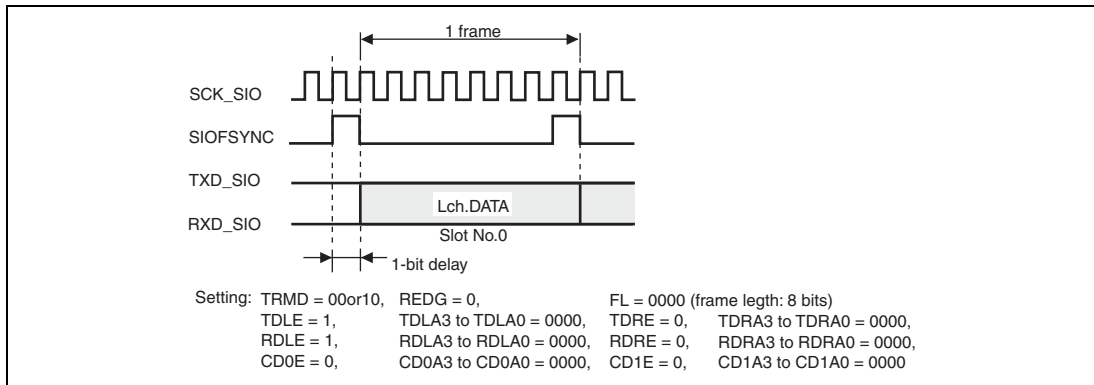 1 frame
SCK_SIO
SIOFSYNC
TXD_SIO
Lch.DATA
RXD_SIO
Slot No.0
1-bit delay
Setting: TRMD = 00or10, REDG = 0, FL = 0000 (frame legth: 8 bits)
TDLE = 1, TDLA3 to TDLA0 = 0000, TDRE = 0, TDRA3 to TDRA0 = 0000,
RDLE = 1, RDLA3 to RDLA0 = 0000, RDRE = 0, RDRA3 to RDRA0 = 0000,
CD0E = 0, CD0A3 to CD0A0 = 0000, CD1E = 0, CD1A3 to CD1A0 = 0000